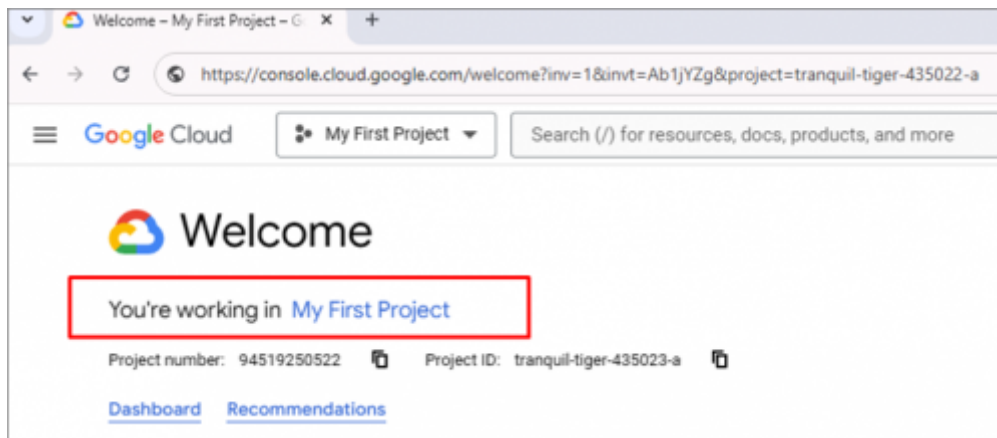 Welcome – My First Project – G
https://console.cloud.google.com/welcome?inv=1&invt=Ab1jYZg&project=tranquil-tiger-435022-a
Google Cloud My First Project Search (/) for resources, docs, products, and more
Welcome
You're working in My First Project
Project number: 94519250522 Project ID: tranquil-tiger-435023-a
Dashboard Recommendations